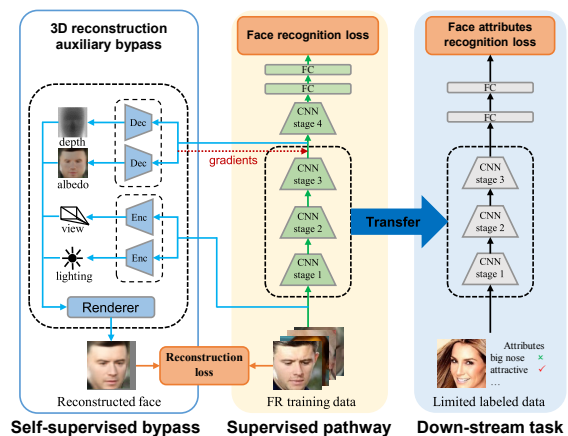 3D reconstruction
auxiliary bypass
Dec
depth
Dec
albedo
Enc
view
Enc
lighting
Renderer
Reconstructed face
Reconstruction
loss
Self-supervised bypass
Face recognition loss
FC
FC
CNN
stage 4
gradients
CNN
stage 3
CNN
stage 2
CNN
stage 1
FR training data
Supervised pathway
Transfer
Face attributes
recognition loss
FC
FC
CNN
stage 3
CNN
stage 2
CNN
stage 1
Attributes
big nose ×
attractive ✓
...
Limited labeled data
Down-stream task